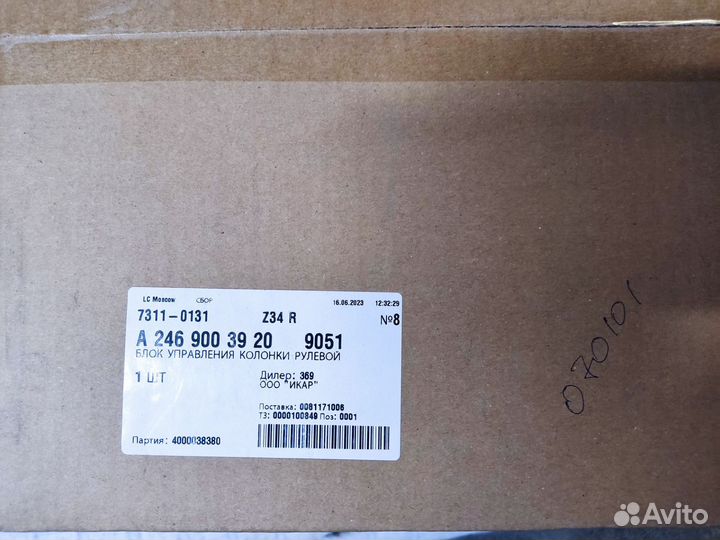 LC Moscow СБОР 16.06.2023 12:32:29
7311-0131 Z34 R №8
A 246 900 39 20 9051
БЛОК УПРАВЛЕНИЯ КОЛОНКИ РУЛЕВОЙ
1 ШТ Дилер: 369
ООО "ИКАР"
Поставка: 0081171006
ТЗ: 0000100849 Поз: 0001
Партия: 4000038380
070101
Avito